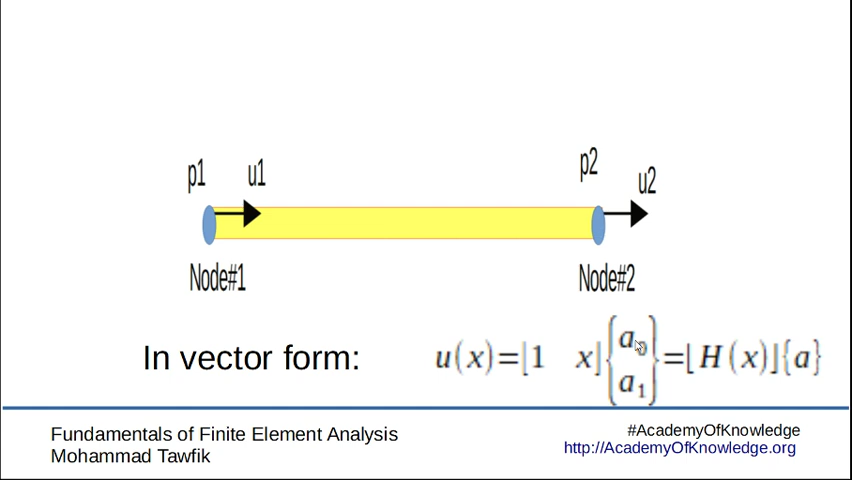 p1 u1 p2 u2
Node#1 Node#2
In vector form: u(x)=⌊1 x⌋{a₀ a₁}=⌊H(x)⌋{a}
Fundamentals of Finite Element Analysis
Mohammad Tawfik
#AcademyOfKnowledge
http://AcademyOfKnowledge.org